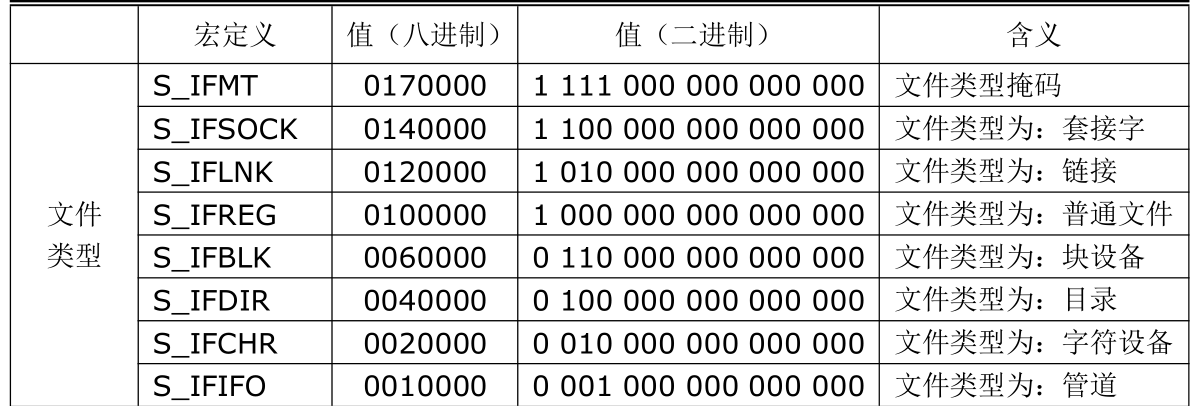 宏定义 值（八进制） 值（二进制） 含义
文件类型
S_IFMT 0170000 1 111 000 000 000 000 文件类型掩码
S_IFSOCK 0140000 1 100 000 000 000 000 文件类型为：套接字
S_IFLNK 0120000 1 010 000 000 000 000 文件类型为：链接
S_IFREG 0100000 1 000 000 000 000 000 文件类型为：普通文件
S_IFBLK 0060000 0 110 000 000 000 000 文件类型为：块设备
S_IFDIR 0040000 0 100 000 000 000 000 文件类型为：目录
S_IFCHR 0020000 0 010 000 000 000 000 文件类型为：字符设备
S_IFIFO 0010000 0 001 000 000 000 000 文件类型为：管道